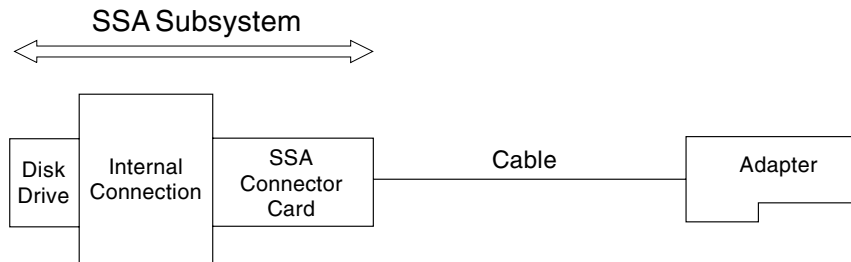 SSA Subsystem
Disk
Drive
Internal
Connection
SSA
Connector
Card
Cable
Adapter